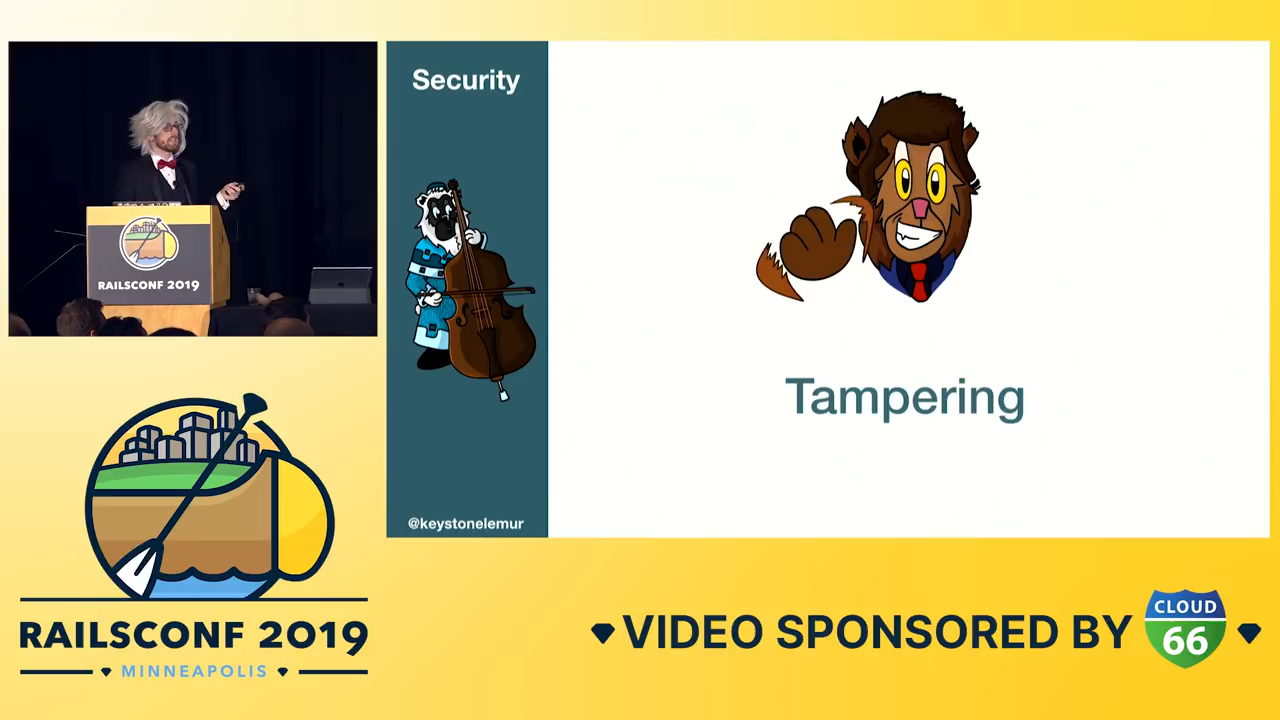 Security
Tampering
@keystonelemur
RAILSCONF 2019
RAILSCONF 2019
MINNEAPOLIS
VIDEO SPONSORED BY
CLOUD
66